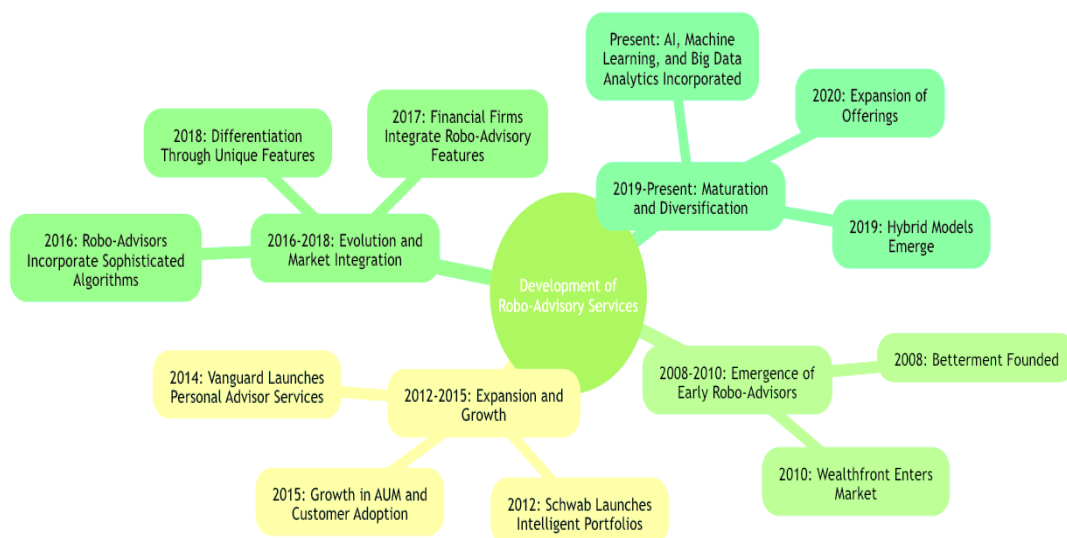 Present: AI, Machine
Learning, and Big Data
Analytics Incorporated
2020: Expansion of
Offerings
2017: Financial Firms
Integrate Robo-Advisory
Features
2018: Differentiation
Through Unique Features
2019-Present: Maturation
and Diversification
2019: Hybrid Models
Emerge
2016: Robo-Advisors
Incorporate Sophisticated
Algorithms
2016-2018: Evolution and
Market Integration
Development of
Robo-Advisory Services
2008-2010: Emergence of
Early Robo-Advisors
2008: Betterment Founded
2014: Vanguard Launches
Personal Advisor Services
2012-2015: Expansion and
Growth
2010: Wealthfront Enters
Market
2015: Growth in AUM and
Customer Adoption
2012: Schwab Launches
Intelligent Portfolios